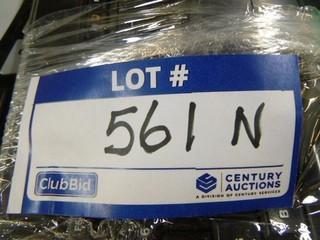 LOT #
561 N
ClubBid
CENTURY
AUCTIONS
A DIVISION OF CENTURY SERVICES